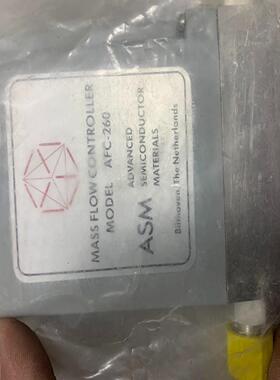 MASS FLOW CONTROLLER
MODEL AFC-260
ASM
ADVANCED
SEMICONDUCTOR
MATERIALS
Bilthoven, The Netherlands